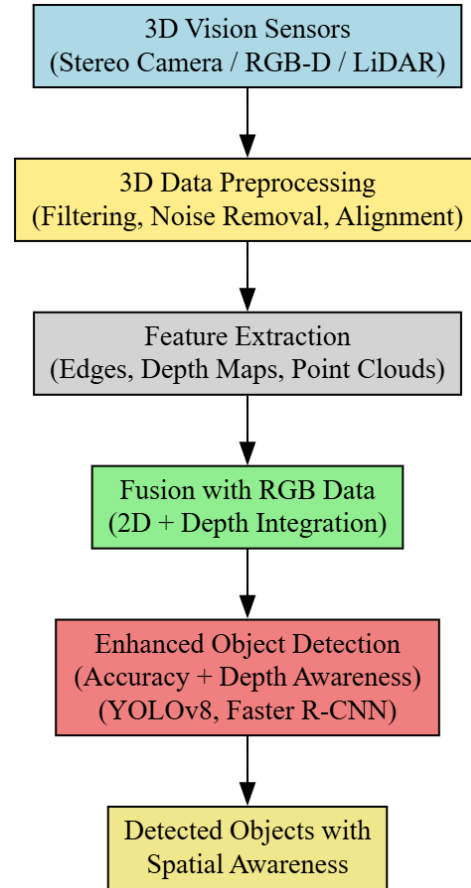 3D Vision Sensors
(Stereo Camera / RGB-D / LiDAR)
3D Data Preprocessing
(Filtering, Noise Removal, Alignment)
Feature Extraction
(Edges, Depth Maps, Point Clouds)
Fusion with RGB Data
(2D + Depth Integration)
Enhanced Object Detection
(Accuracy + Depth Awareness)
(YOLOv8, Faster R-CNN)
Detected Objects with
Spatial Awareness